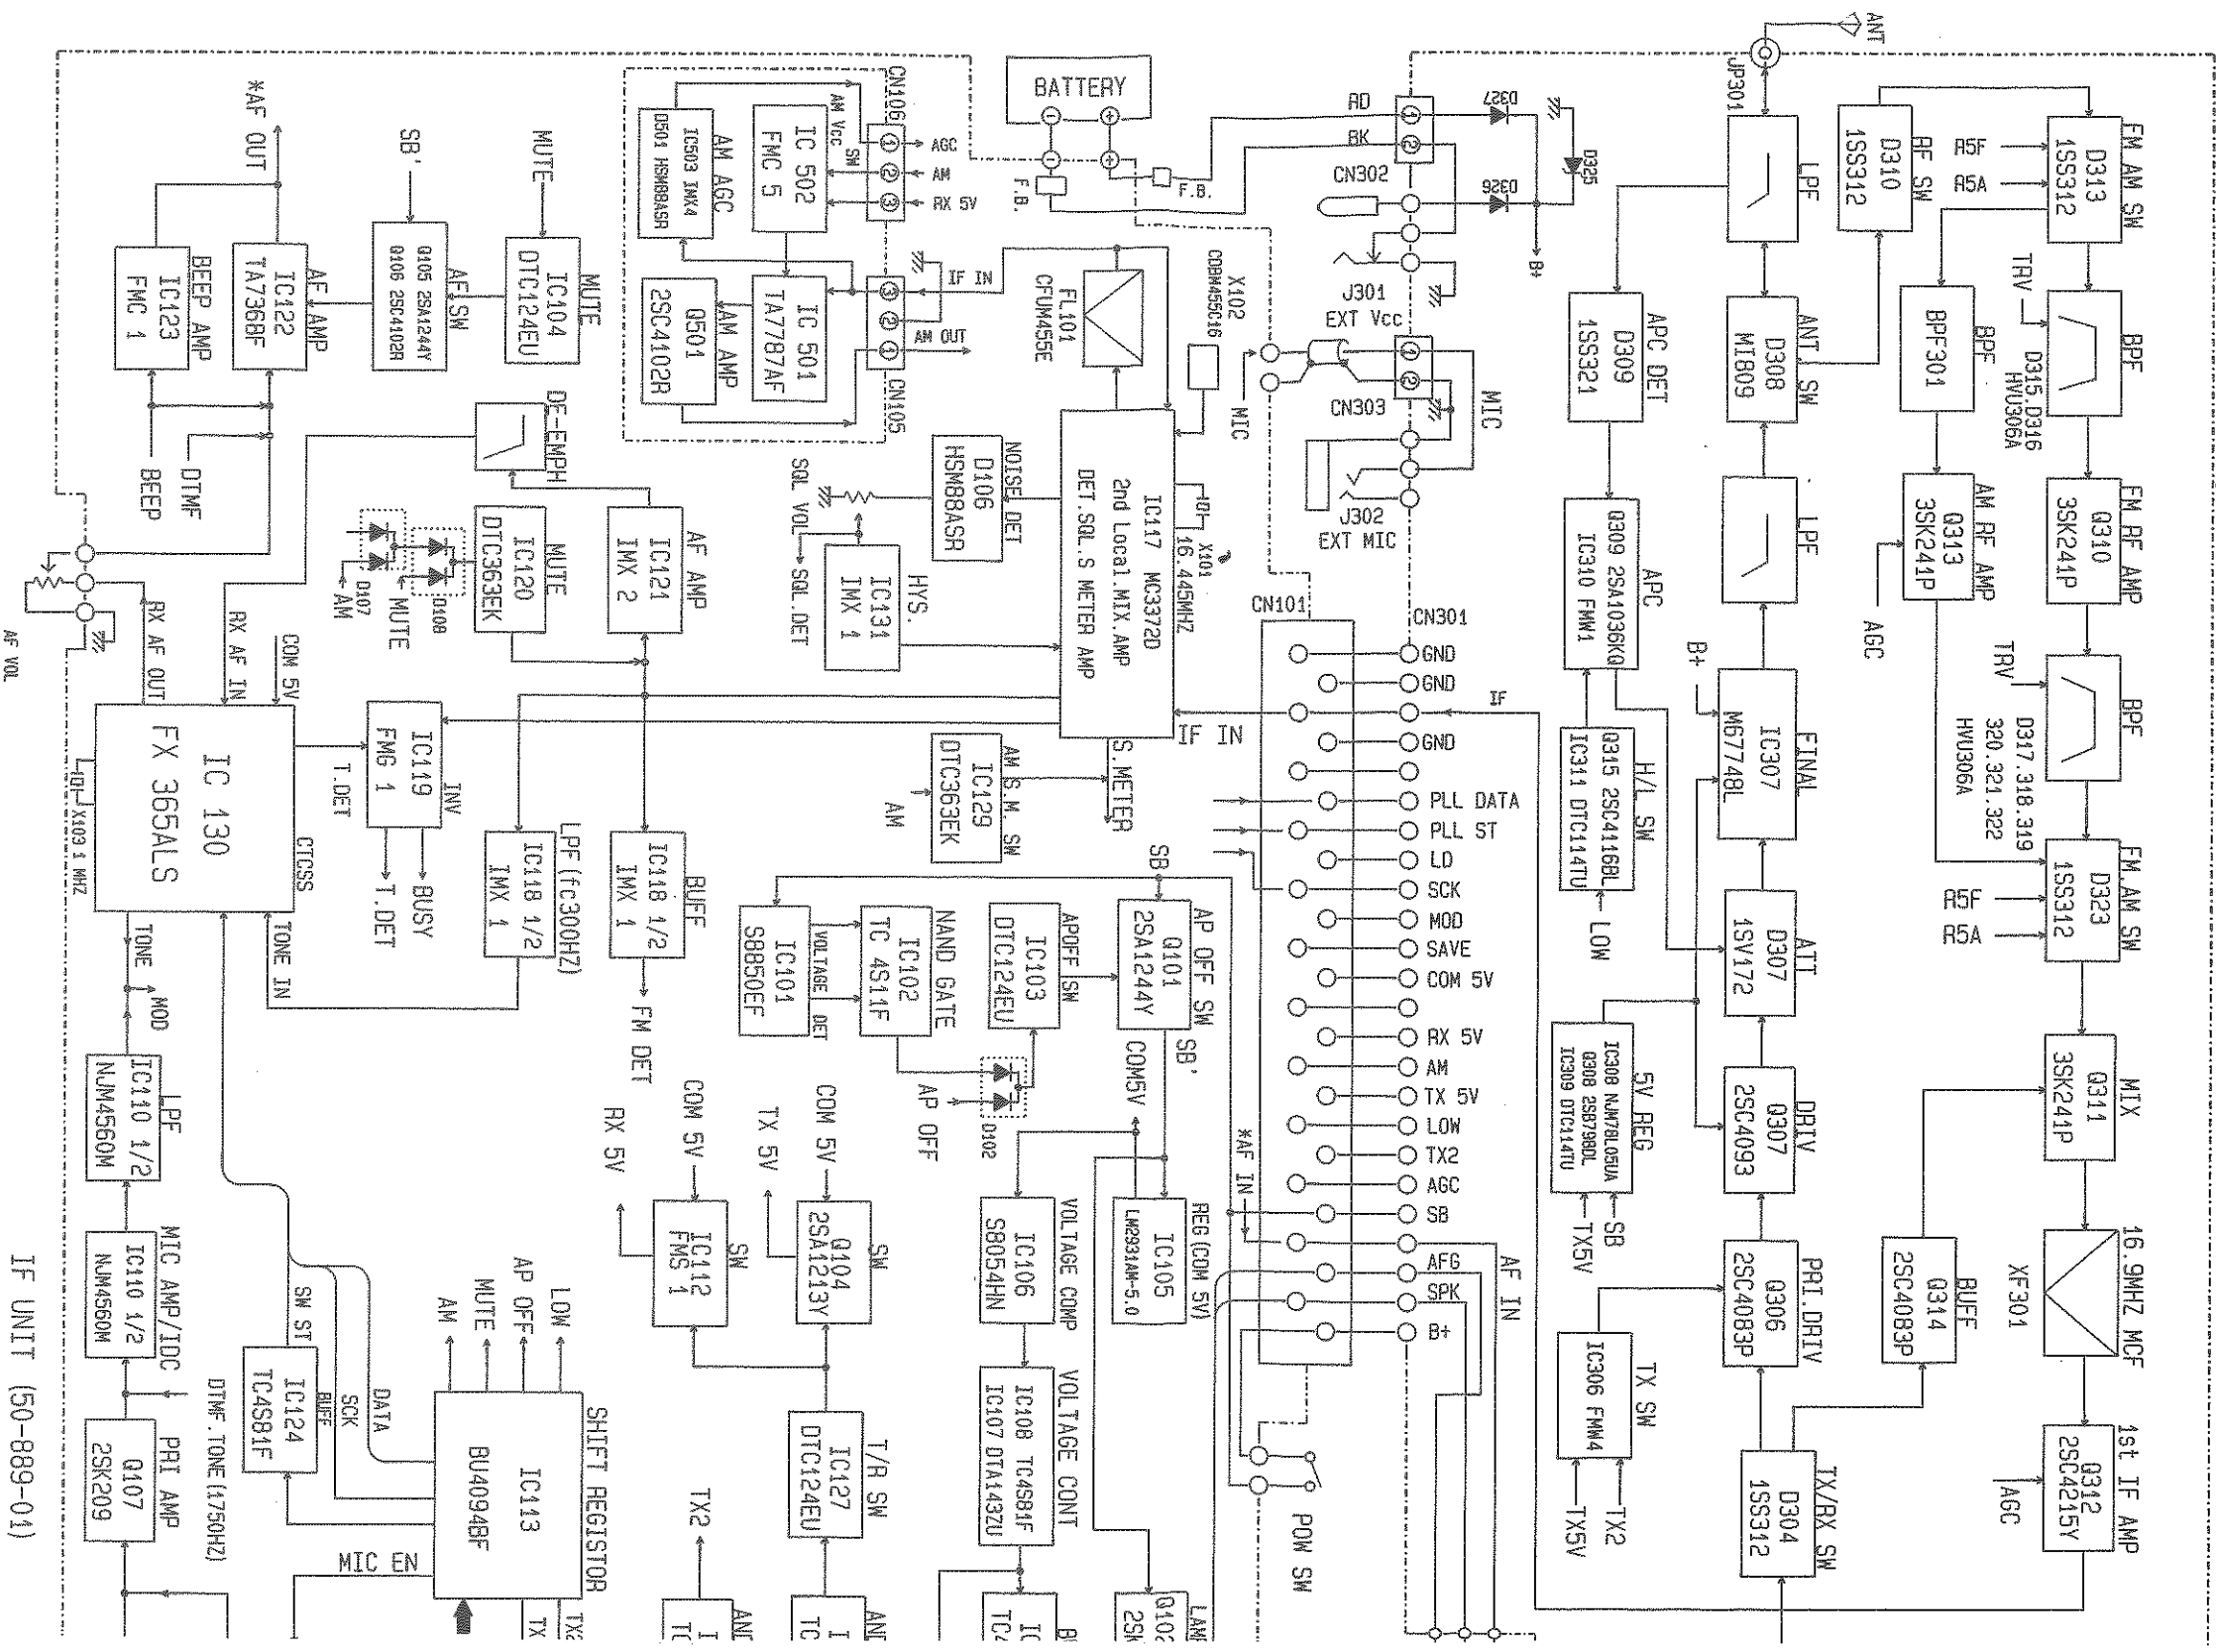 ANT
JP301
LPF
D310
1SS312
RF SW
D313
1SS312
FM AM SW
R5F
R5A
BPF
TRV
D315.D316
HVU306A
FM RF AMP
Q310
3SK241P
BPF
TRV
D317.318.319
320.321.322
HVU306A
FM.AM SW
D323
1SS312
R5F
R5A
MIX
Q311
3SK241P
16.9MHZ MCF
XF301
1st IF AMP
Q312
2SC4215Y
AGC
BPF
BPF301
AM RF AMP
Q313
3SK241P
AGC
BUFF
Q314
2SC4083P
ANT SW
D308
MI809
LPF
FINAL
IC307
M67748L
B+
ATT
D307
1SV172
DRIV
Q307
2SC4093
PRI.DRIV
Q306
2SC4083P
TX/RX SW
D304
1SS312
APC DET
D309
1SS321
APC
Q309 2SA1036KQ
IC310 FMW1
H/L SW
Q315 2SC4116BL
IC311 DTC114TU
LOW
5V REG
IC308 NJM78L05UA
Q308 2SB798DL
IC309 DTC114TU
SB
TX5V
TX SW
IC306 FMW4
TX2
TX5V
BATTERY
F.B.
F.B.
RD
BK
CN302
D327
D326
D325
B+
J301
EXT Vcc
MIC
CN303
MIC
J302
EXT MIC
CN101
CN301
GND
GND
IF
GND
PLL DATA
PLL ST
LD
SCK
MOD
SAVE
COM 5V
RX 5V
AM
TX 5V
LOW
TX2
AGC
SB
AFG
SPK
B+
AF IN
*AF IN
IF IN
POW SW
CN106
1
2
3
AGC
AM
RX 5V
AM Vcc
SW
IC 502
FMC 5
AM AGC
IC503 IMX4
D501 HSM88ASR
IC 501
TA7787AF
AM AMP
Q501
2SC4102R
CN105
3
2
1
IF IN
AM OUT
FL101
CFUM455E
X102
CDBM455C16
X101
16.445MHZ
IC117 MC3372D
2nd Local.MIX.AMP
DET.SQL.S METER AMP
NOISE DET
D106
HSM88ASR
SQL VOL
SQL.DET
HYS.
IC131
IMX 1
S.METER
AM S.M. SW
IC129
DTC363EK
AM
*AF OUT
SB'
MUTE
BEEP AMP
IC123
FMC 1
AF AMP
IC122
TA7368F
AF.SW
Q105 2SA1244Y
Q106 2SC4102R
MUTE
IC104
DTC124EU
BEEP
DTMF
DE-EMPH
AF AMP
IC121
IMX 2
MUTE
IC120
DTC363EK
D108
D107
MUTE
AM
AF VOL
RX AF OUT
RX AF IN
COM 5V
IC 130
FX 365ALS
CTCSS
X103 1 MHZ
T.DET
INV
IC119
FMG 1
BUSY
T.DET
LPF(fc300HZ)
IC118 1/2
IMX 1
BUFF
IC118 1/2
IMX 1
FM DET
TONE
TONE IN
MOD
LPF
IC110 1/2
NJM4560M
MIC AMP/IDC
IC110 1/2
NJM4560M
PRI AMP
Q107
2SK209
DTMF.TONE(1750HZ)
SW ST
BUFF
IC124
TC4S81F
SCK
DATA
SHIFT REGISTOR
IC113
BU4094BF
AM
MUTE
AP OFF
LOW
MIC EN
TX
SB
VOLTAGE DET
IC101
S8850EF
NAND GATE
IC102
TC 4S11F
APOFF SW
IC103
DTC124EU
AP OFF SW
Q101
2SA1244Y
SB'
COM5V
D102
AP OFF
RX 5V
COM 5V
TX 5V
COM 5V
SW
IC112
FMS 1
SW
Q104
2SA1213Y
VOLTAGE COMP
IC106
S8054HN
REG(COM 5V)
IC105
LM2931AM-5.0
T/R SW
IC127
DTC124EU
TX2
VOLTAGE CONT
IC108 TC4S81F
IC107 DTA143ZU
IF UNIT (50-889-01)